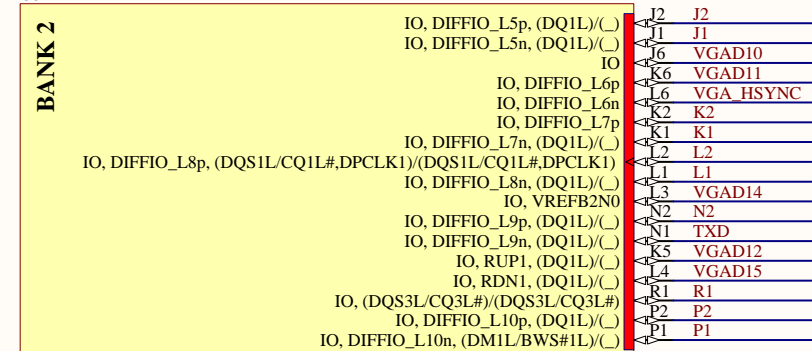 BANK 2
IO, DIFFIO_L5p, (DQ1L)/(_) J2 J2
IO, DIFFIO_L5n, (DQ1L)/(_) J1 J1
IO J6 VGAD10
IO, DIFFIO_L6p K6 VGAD11
IO, DIFFIO_L6n L6 VGA_HSYNC
IO, DIFFIO_L7p K2 K2
IO, DIFFIO_L7n, (DQ1L)/(_) K1 K1
IO, DIFFIO_L8p, (DQS1L/CQ1L#,DPCLK1)/(DQS1L/CQ1L#,DPCLK1) L2 L2
IO, DIFFIO_L8n, (DQ1L)/(_) L1 L1
IO, VREFB2N0 L3 VGAD14
IO, DIFFIO_L9p, (DQ1L)/(_) N2 N2
IO, DIFFIO_L9n, (DQ1L)/(_) N1 TXD
IO, RUP1, (DQ1L)/(_) K5 VGAD12
IO, RDN1, (DQ1L)/(_) L4 VGAD15
IO, (DQS3L/CQ3L#)/(DQS3L/CQ3L#) R1 R1
IO, DIFFIO_L10p, (DQ1L)/(_) P2 P2
IO, DIFFIO_L10n, (DM1L/BWS#1L)/(_) P1 P1